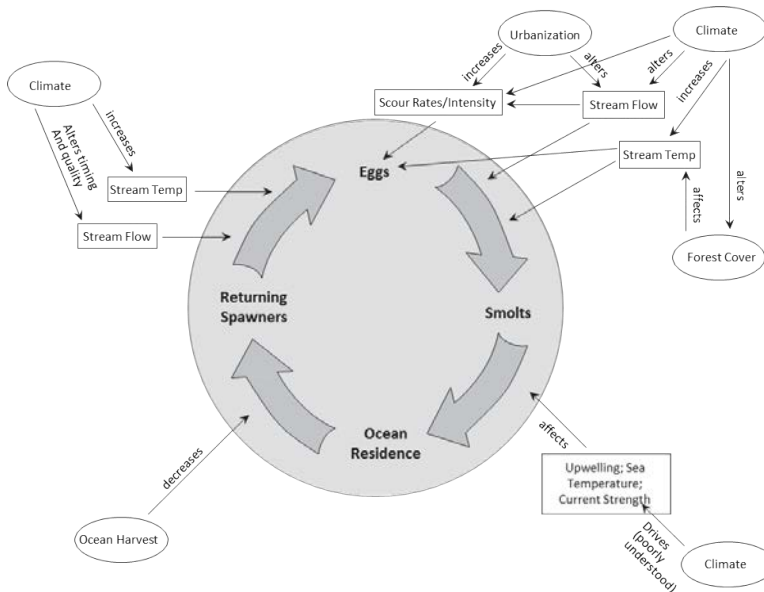 Urbanization
Climate
increases
alters
alters
increases
Scour Rates/Intensity
Stream Flow
Stream Temp
alters
affects
Forest Cover
Climate
increases
Alters timing
And quality
Stream Temp
Stream Flow
Eggs
Returning
Spawners
Smolts
Ocean
Residence
decreases
Ocean Harvest
affects
Upwelling; Sea
Temperature;
Current Strength
Drives
(poorly
understood)
Climate